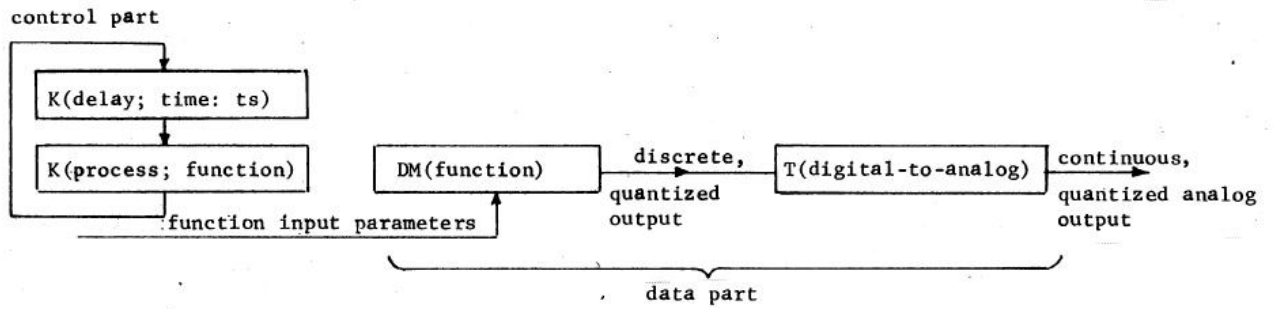 control part
K(delay; time: ts)
K(process; function)
function input parameters
DM(function)
discrete,
quantized
output
T(digital-to-analog)
continuous,
quantized analog
output
data part